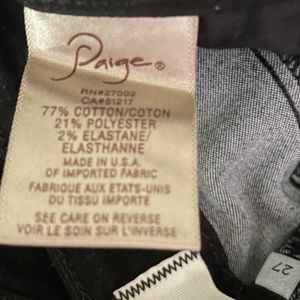 Paige®
RN#27002
CA#51217
77% COTTON/COTON
21% POLYESTER
2% ELASTANE/
ELASTHANNE
MADE IN U.S.A.
OF IMPORTED FABRIC
FABRIQUE AUX ETATS-UNIS
DU TISSU IMPORTE
SEE CARE ON REVERSE
VOIR LE SOIN SUR L'INVERSE
27